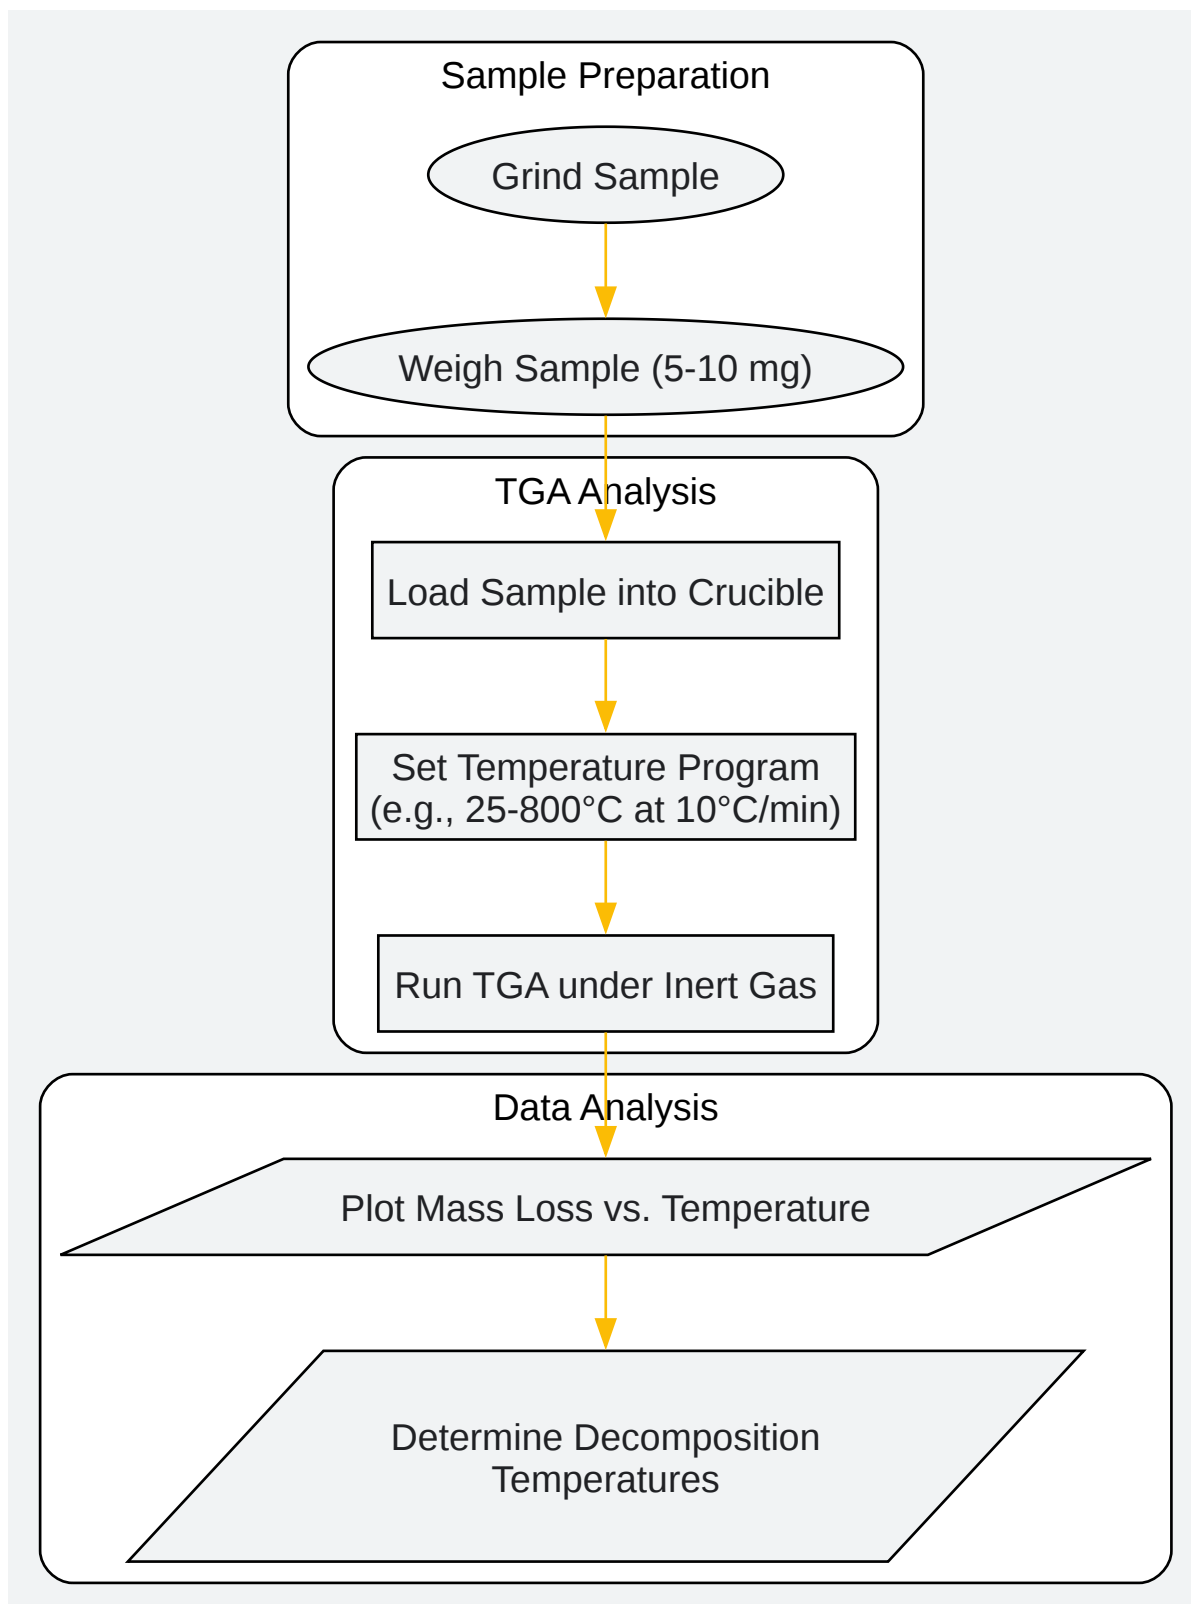 Sample Preparation
Grind Sample
Weigh Sample (5-10 mg)
TGA Analysis
Load Sample into Crucible
Set Temperature Program
(e.g., 25-800°C at 10°C/min)
Run TGA under Inert Gas
Data Analysis
Plot Mass Loss vs. Temperature
Determine Decomposition
Temperatures